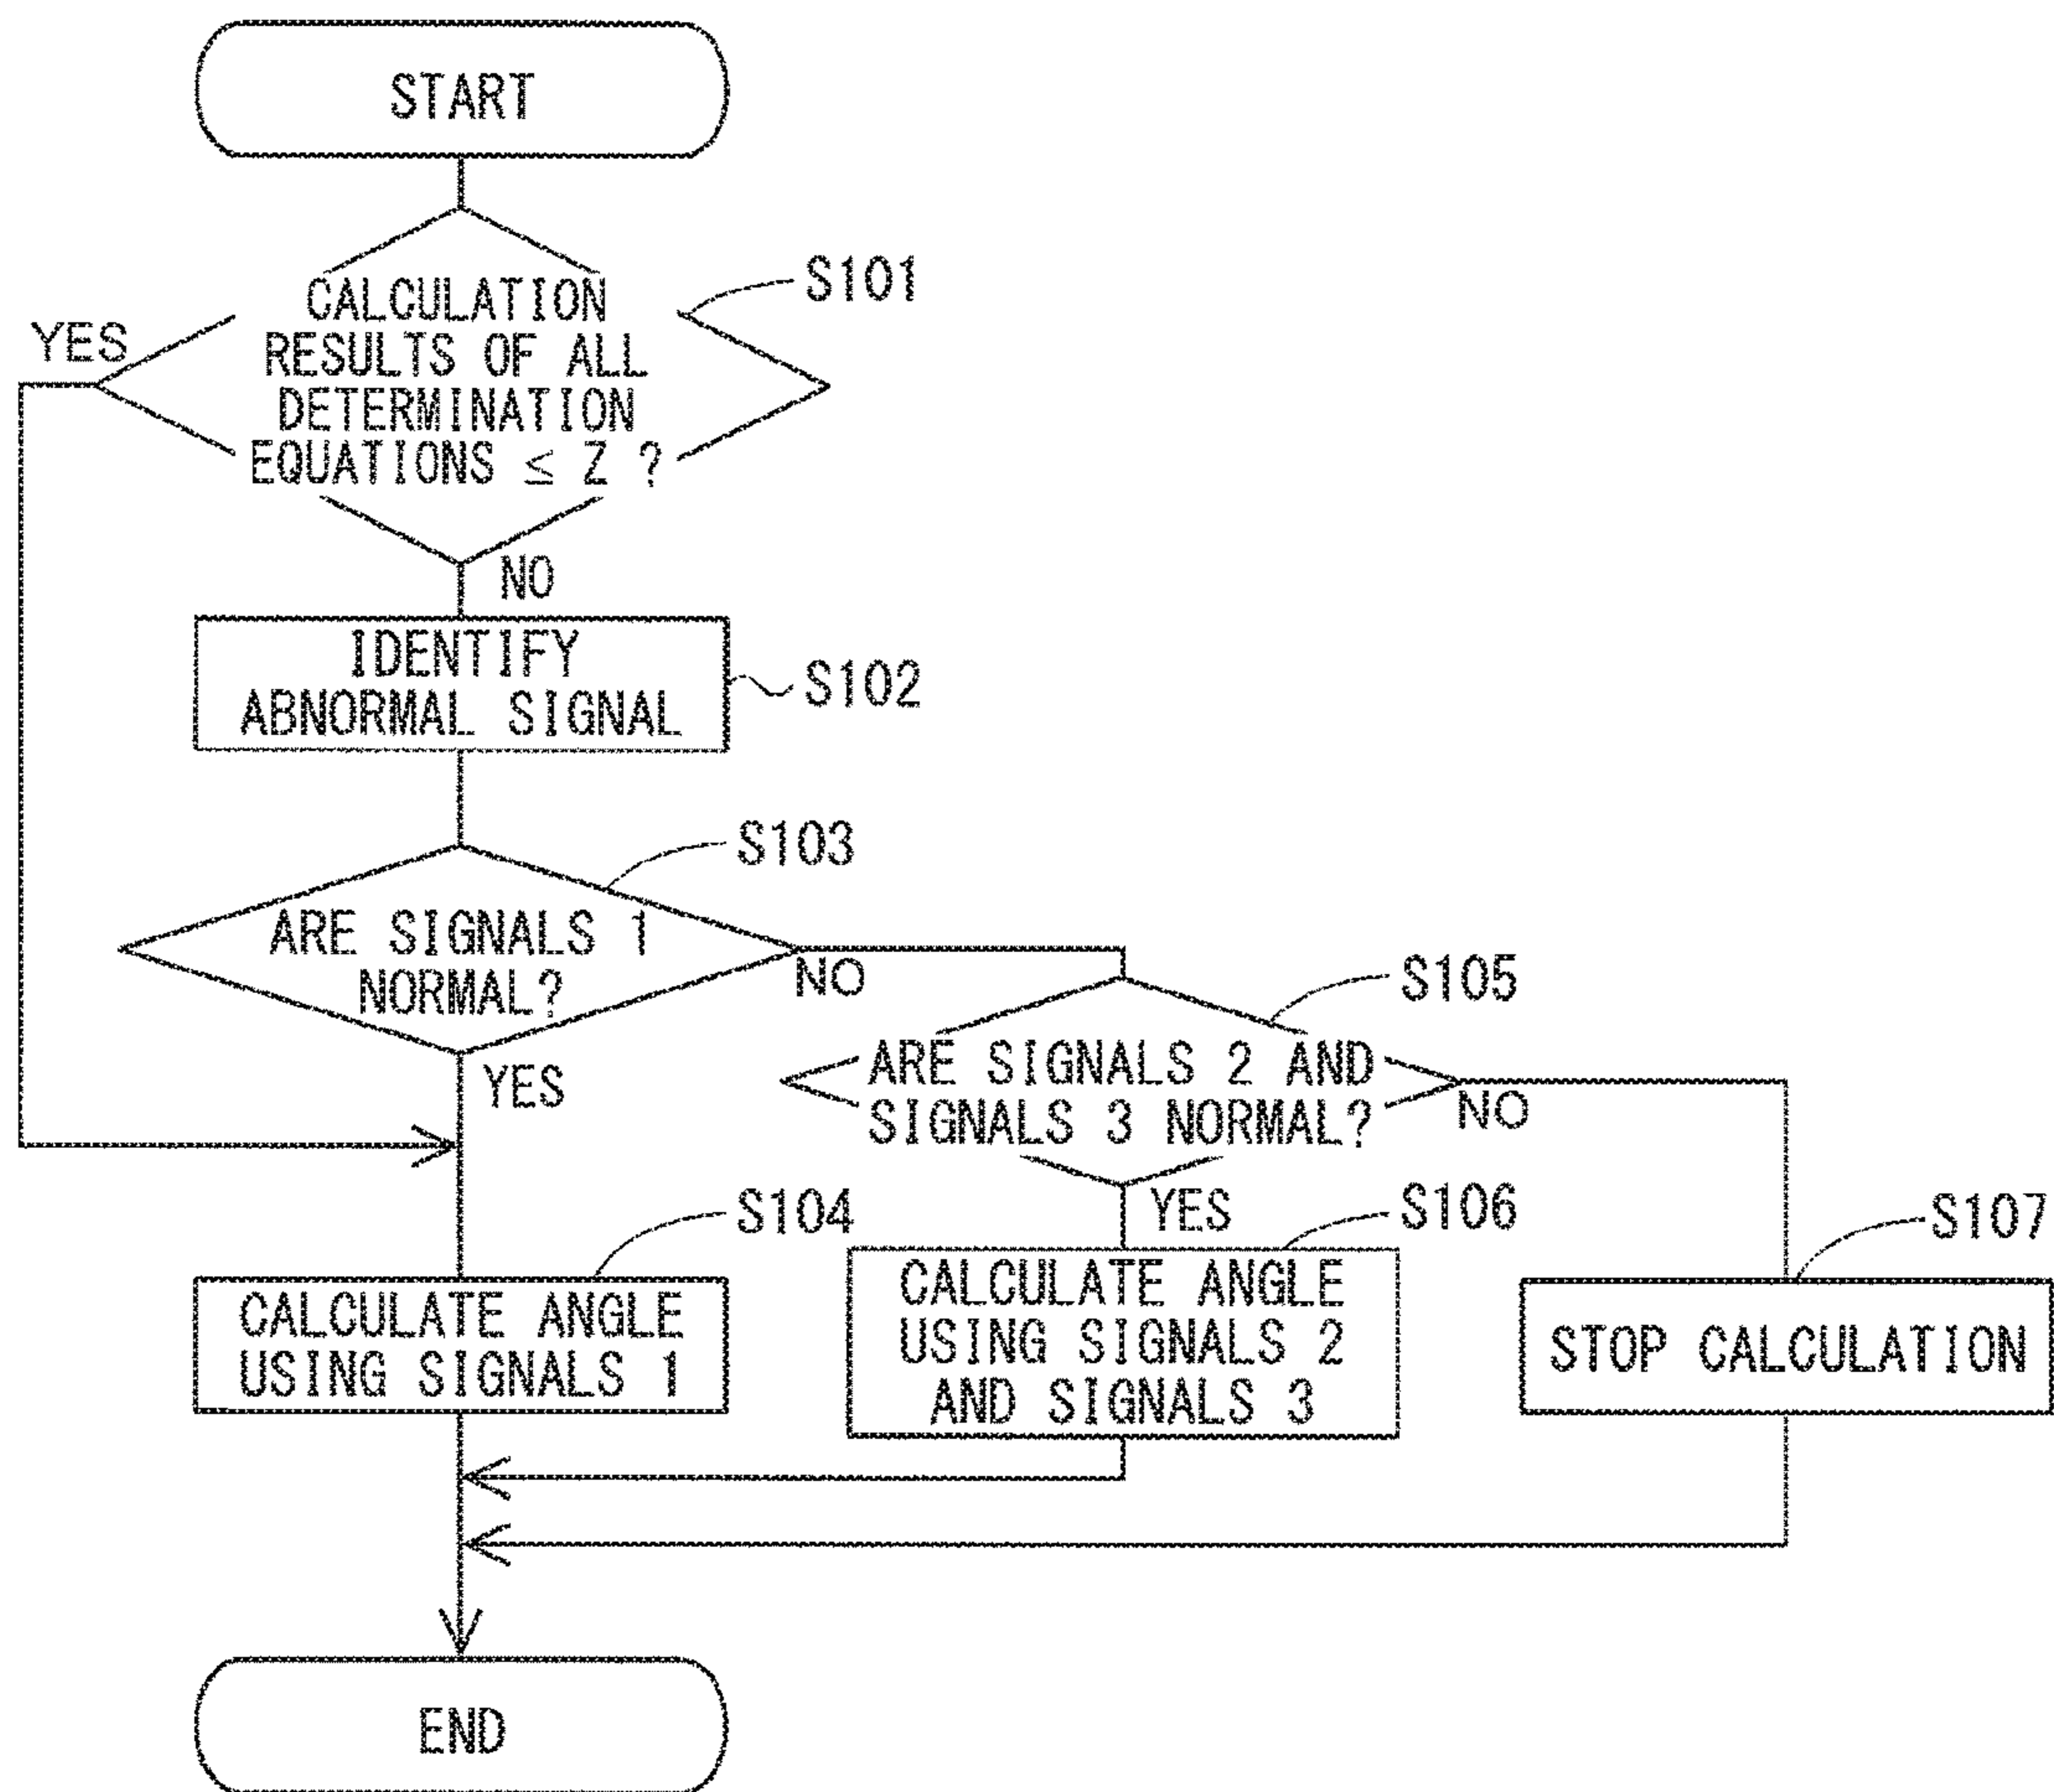 START
S101
YES
CALCULATION
RESULTS OF ALL
DETERMINATION
EQUATIONS ≤ Z ?
NO
IDENTIFY
ABNORMAL SIGNAL
S102
S103
ARE SIGNALS 1
NORMAL?
NO
YES
S105
ARE SIGNALS 2 AND
SIGNALS 3 NORMAL?
NO
YES
S104
CALCULATE ANGLE
USING SIGNALS 1
S106
CALCULATE ANGLE
USING SIGNALS 2
AND SIGNALS 3
S107
STOP CALCULATION
END